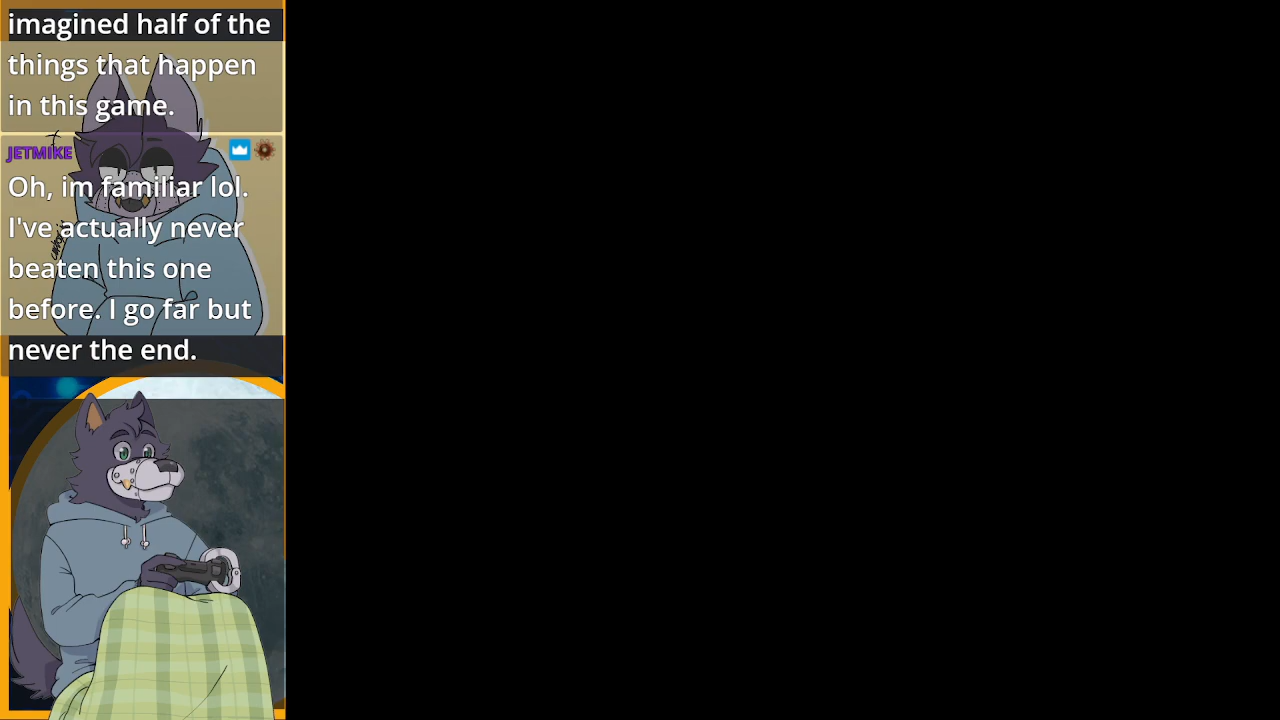 imagined half of the
things that happen
in this game.
JETMIKE
Oh, im familiar lol.
I've actually never
beaten this one
before. I go far but
never the end.